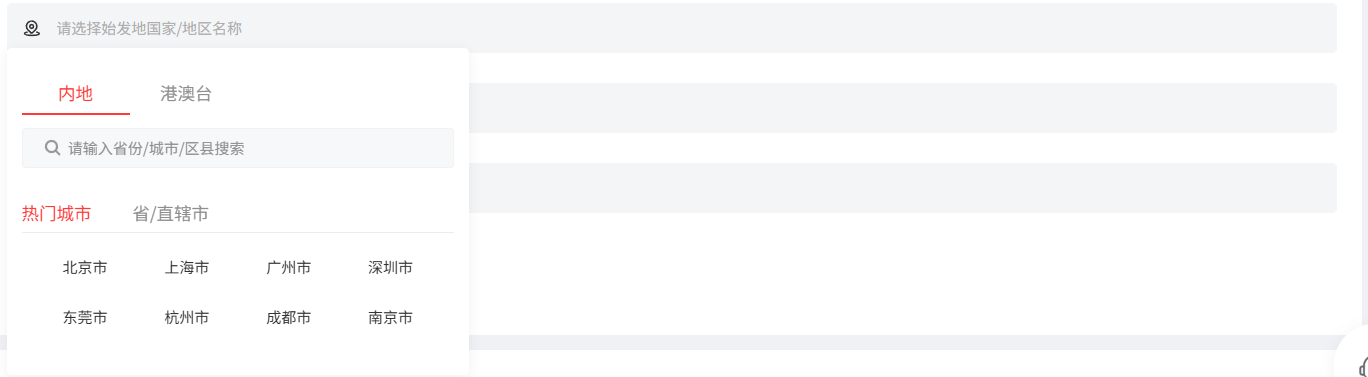 请选择始发地国家/地区名称
内地 港澳台
请输入省份/城市/区县搜索
热门城市 省/直辖市
北京市 上海市 广州市 深圳市
东莞市 杭州市 成都市 南京市